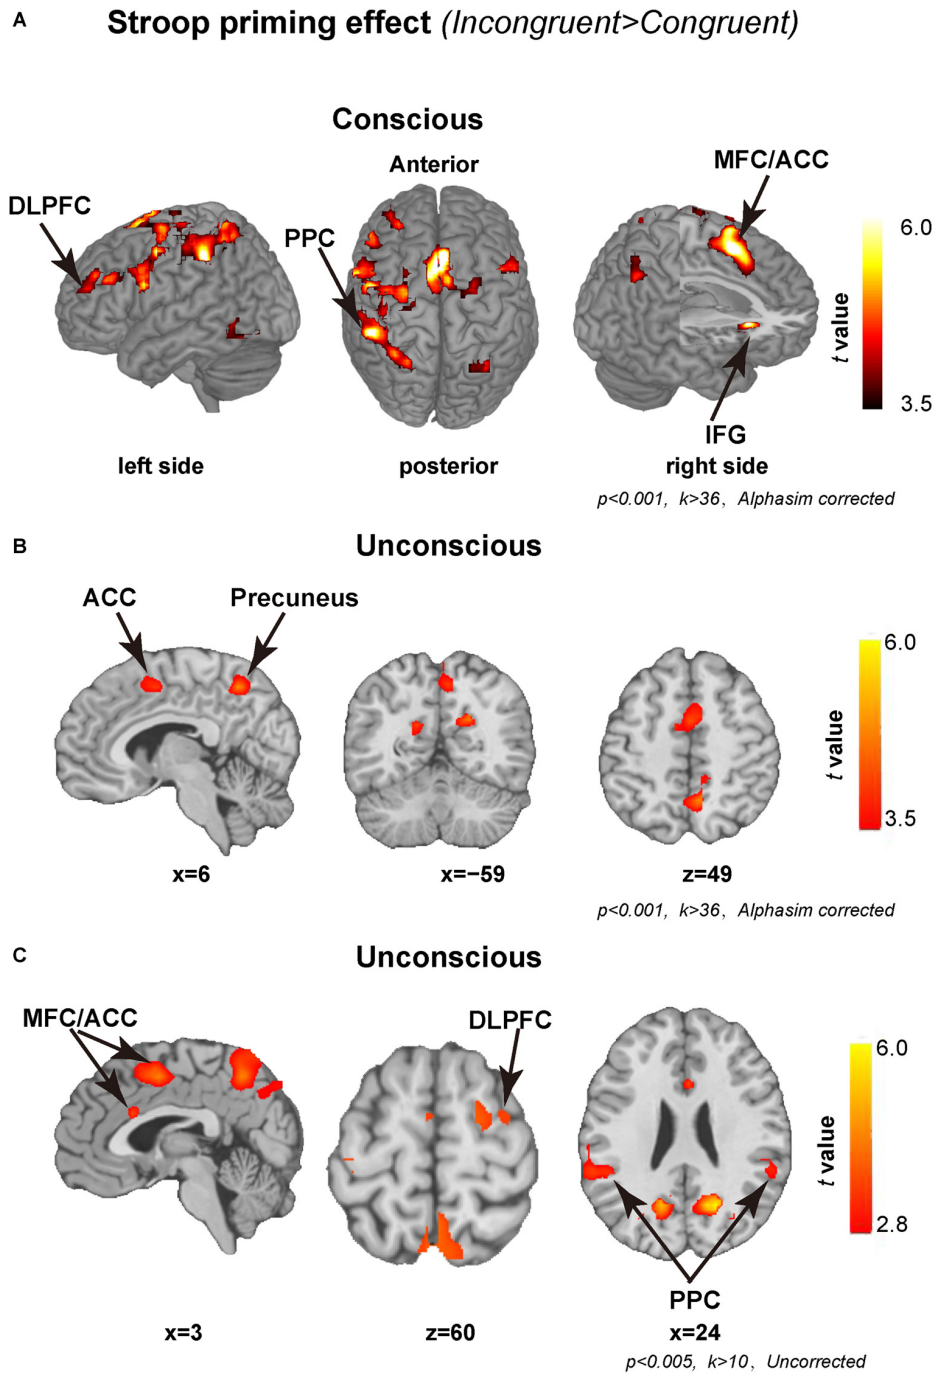 A
Stroop priming effect (Incongruent>Congruent)
Conscious
Anterior
MFC/ACC
DLPFC
PPC
6.0
t value
3.5
IFG
left side
posterior
right side
p<0.001, k>36, Alphasim corrected
B
Unconscious
ACC
Precuneus
6.0
t value
3.5
x=6
x=−59
z=49
p<0.001, k>36, Alphasim corrected
C
Unconscious
MFC/ACC
DLPFC
6.0
t value
2.8
PPC
x=3
z=60
x=24
p<0.005, k>10, Uncorrected